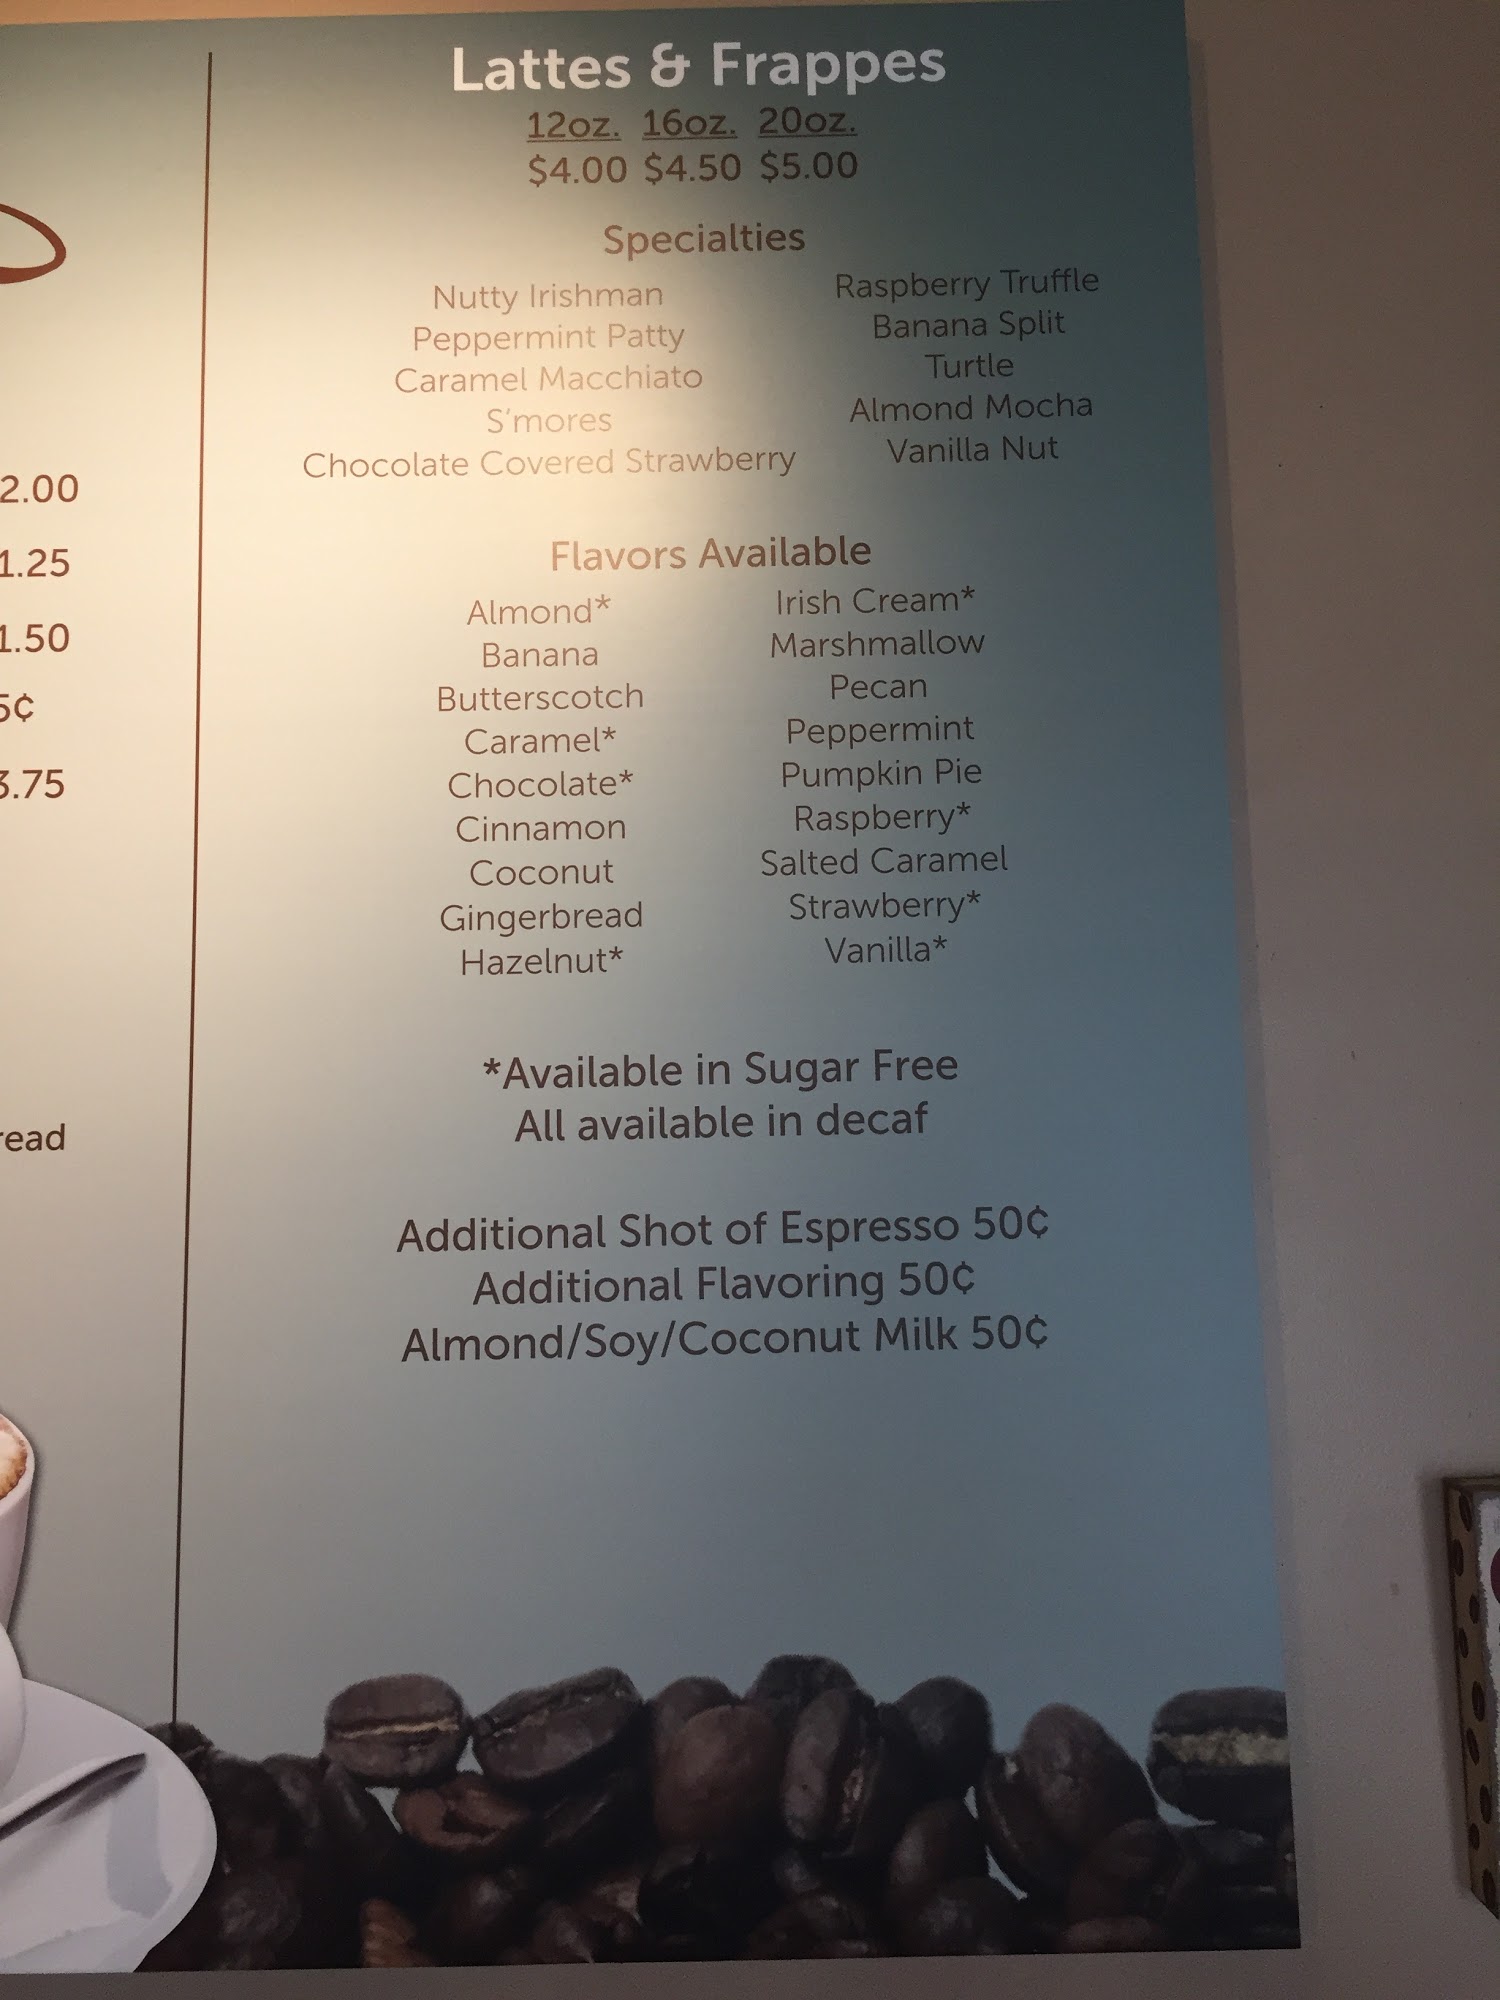 Lattes & Frappes
12oz. 16oz. 20oz.
$4.00 $4.50 $5.00
Specialties
Nutty Irishman
Peppermint Patty
Caramel Macchiato
S'mores
Chocolate Covered Strawberry
Raspberry Truffle
Banana Split
Turtle
Almond Mocha
Vanilla Nut
Flavors Available
Almond*
Banana
Butterscotch
Caramel*
Chocolate*
Cinnamon
Coconut
Gingerbread
Hazelnut*
Irish Cream*
Marshmallow
Pecan
Peppermint
Pumpkin Pie
Raspberry*
Salted Caramel
Strawberry*
Vanilla*
*Available in Sugar Free
All available in decaf
Additional Shot of Espresso 50¢
Additional Flavoring 50¢
Almond/Soy/Coconut Milk 50¢